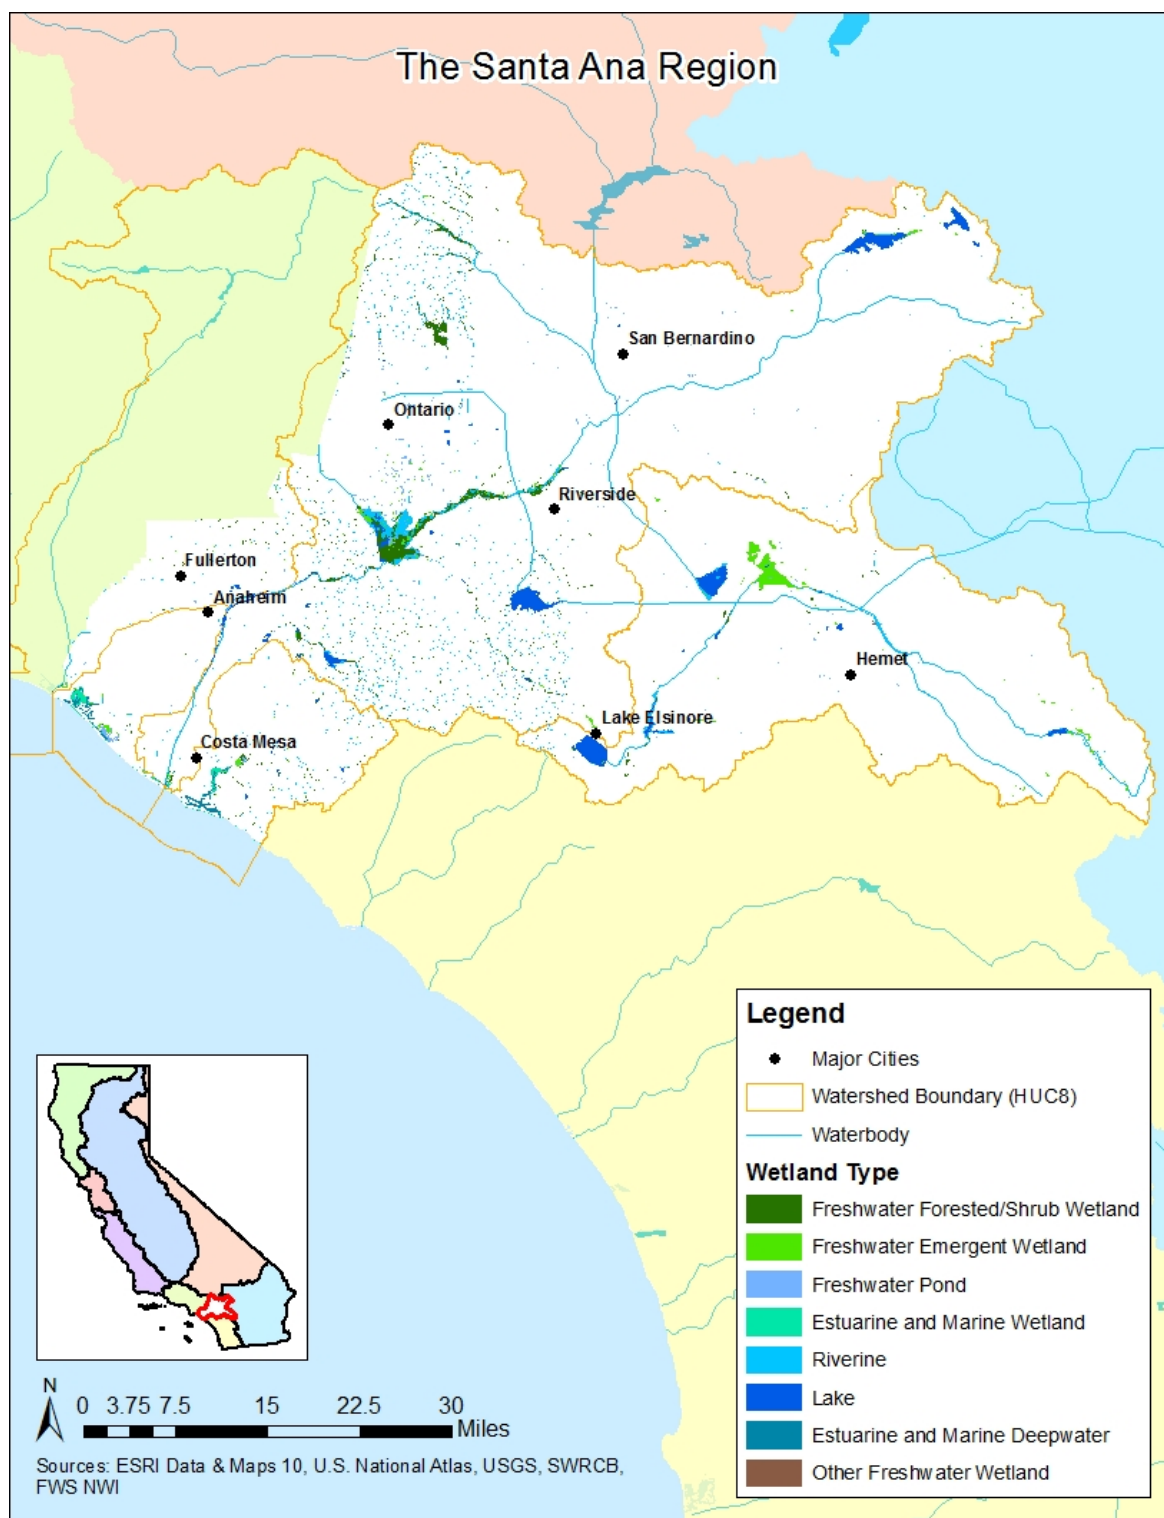 The Santa Ana Region
San Bernardino
Ontario
Riverside
Fullerton
Anaheim
Hemet
Lake Elsinore
Costa Mesa
Legend
Major Cities
Watershed Boundary (HUC8)
Waterbody
Wetland Type
Freshwater Forested/Shrub Wetland
Freshwater Emergent Wetland
Freshwater Pond
Estuarine and Marine Wetland
Riverine
Lake
Estuarine and Marine Deepwater
Other Freshwater Wetland
N
0 3.75 7.5 15 22.5 30
Miles
Sources: ESRI Data & Maps 10, U.S. National Atlas, USGS, SWRCB,
FWS NWI